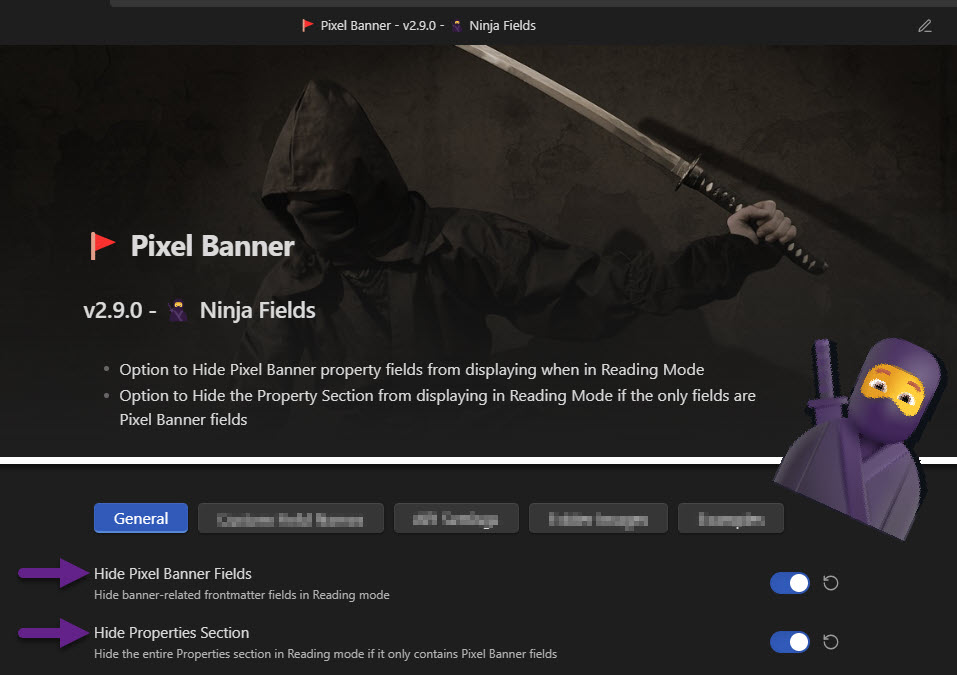 Pixel Banner - v2.9.0 - Ninja Fields
Pixel Banner
v2.9.0 - Ninja Fields
Option to Hide Pixel Banner property fields from displaying when in Reading Mode
Option to Hide the Property Section from displaying in Reading Mode if the only fields are
Pixel Banner fields
General
Hide Pixel Banner Fields
Hide banner-related frontmatter fields in Reading mode
Hide Properties Section
Hide the entire Properties section in Reading mode if it only contains Pixel Banner fields